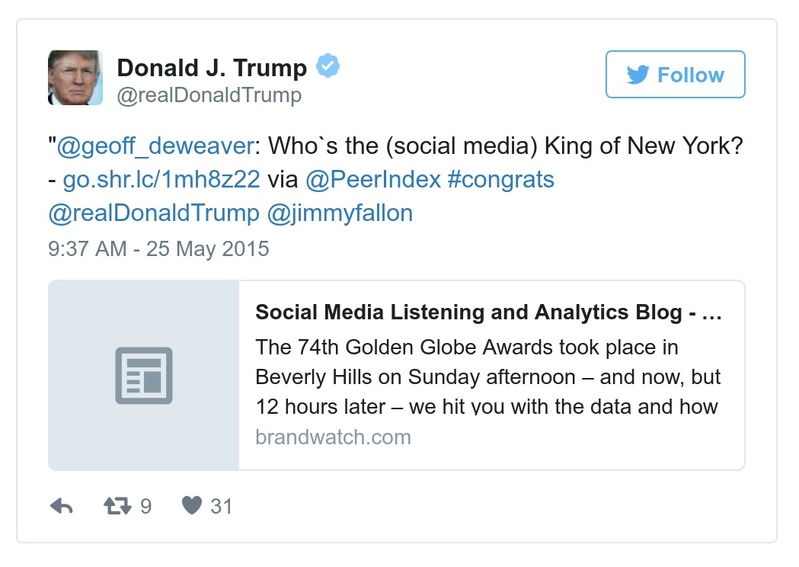 Donald J. Trump
@realDonaldTrump
Follow
"@geoff_deweaver: Who`s the (social media) King of New York?
- go.shr.lc/1mh8z22 via @PeerIndex #congrats
@realDonaldTrump @jimmyfallon
9:37 AM - 25 May 2015
Social Media Listening and Analytics Blog - …
The 74th Golden Globe Awards took place in
Beverly Hills on Sunday afternoon – and now, but
12 hours later – we hit you with the data and how
brandwatch.com
9 31